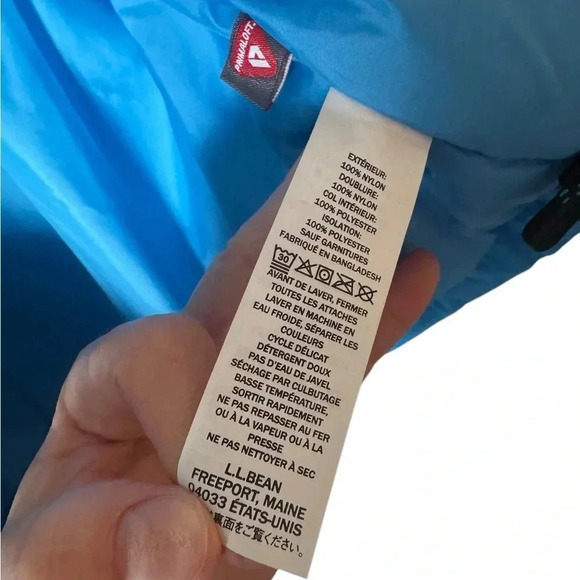 PRIMALOFT
EXTÉRIEUR:
100% NYLON
DOUBLURE:
100% NYLON
COL INTÉRIEUR:
100% POLYESTER
ISOLATION:
100% POLYESTER
SAUF GARNITURES
FABRIQUÉ EN BANGLADESH
30
AVANT DE LAVER, FERMER
TOUTES LES ATTACHES
LAVER EN MACHINE EN
EAU FROIDE, SÉPARER LES
COULEURS
CYCLE DÉLICAT
DÉTERGENT DOUX
PAS D'EAU DE JAVEL
SÉCHAGE PAR CULBUTAGE
BASSE TEMPÉRATURE,
SORTIR RAPIDEMENT
NE PAS REPASSER AU FER
OU À LA VAPEUR OU À LA
PRESSE
NE PAS NETTOYER À SEC
L.L.BEAN
FREEPORT, MAINE
04033 ÉTATS-UNIS
裏面をご覧ください.